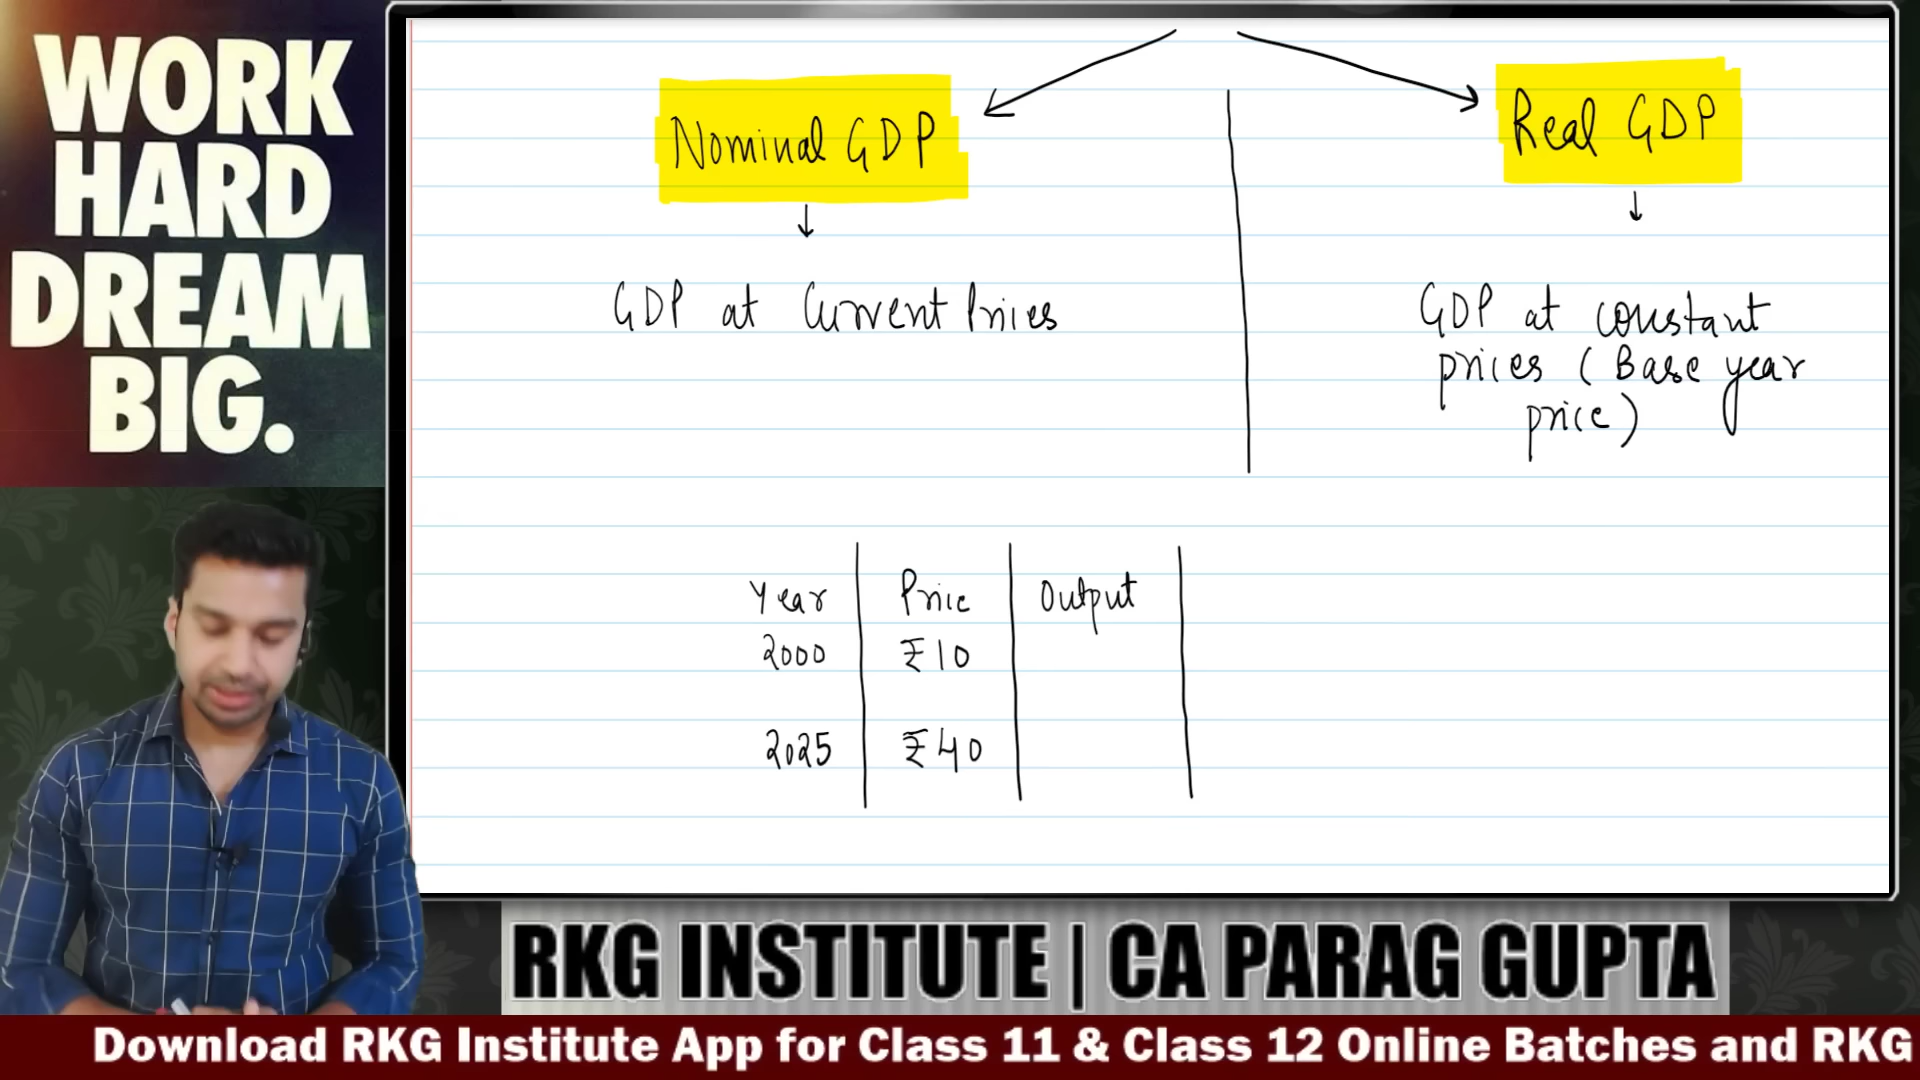 WORK
HARD
DREAM
BIG.
Nominal GDP
Real GDP
GDP at Current Prices
GDP at constant
prices (Base year
price)
Year Price Output
2000 ₹10
2025 ₹40
RKG INSTITUTE | CA PARAG GUPTA
Download RKG Institute App for Class 11 & Class 12 Online Batches and RKG